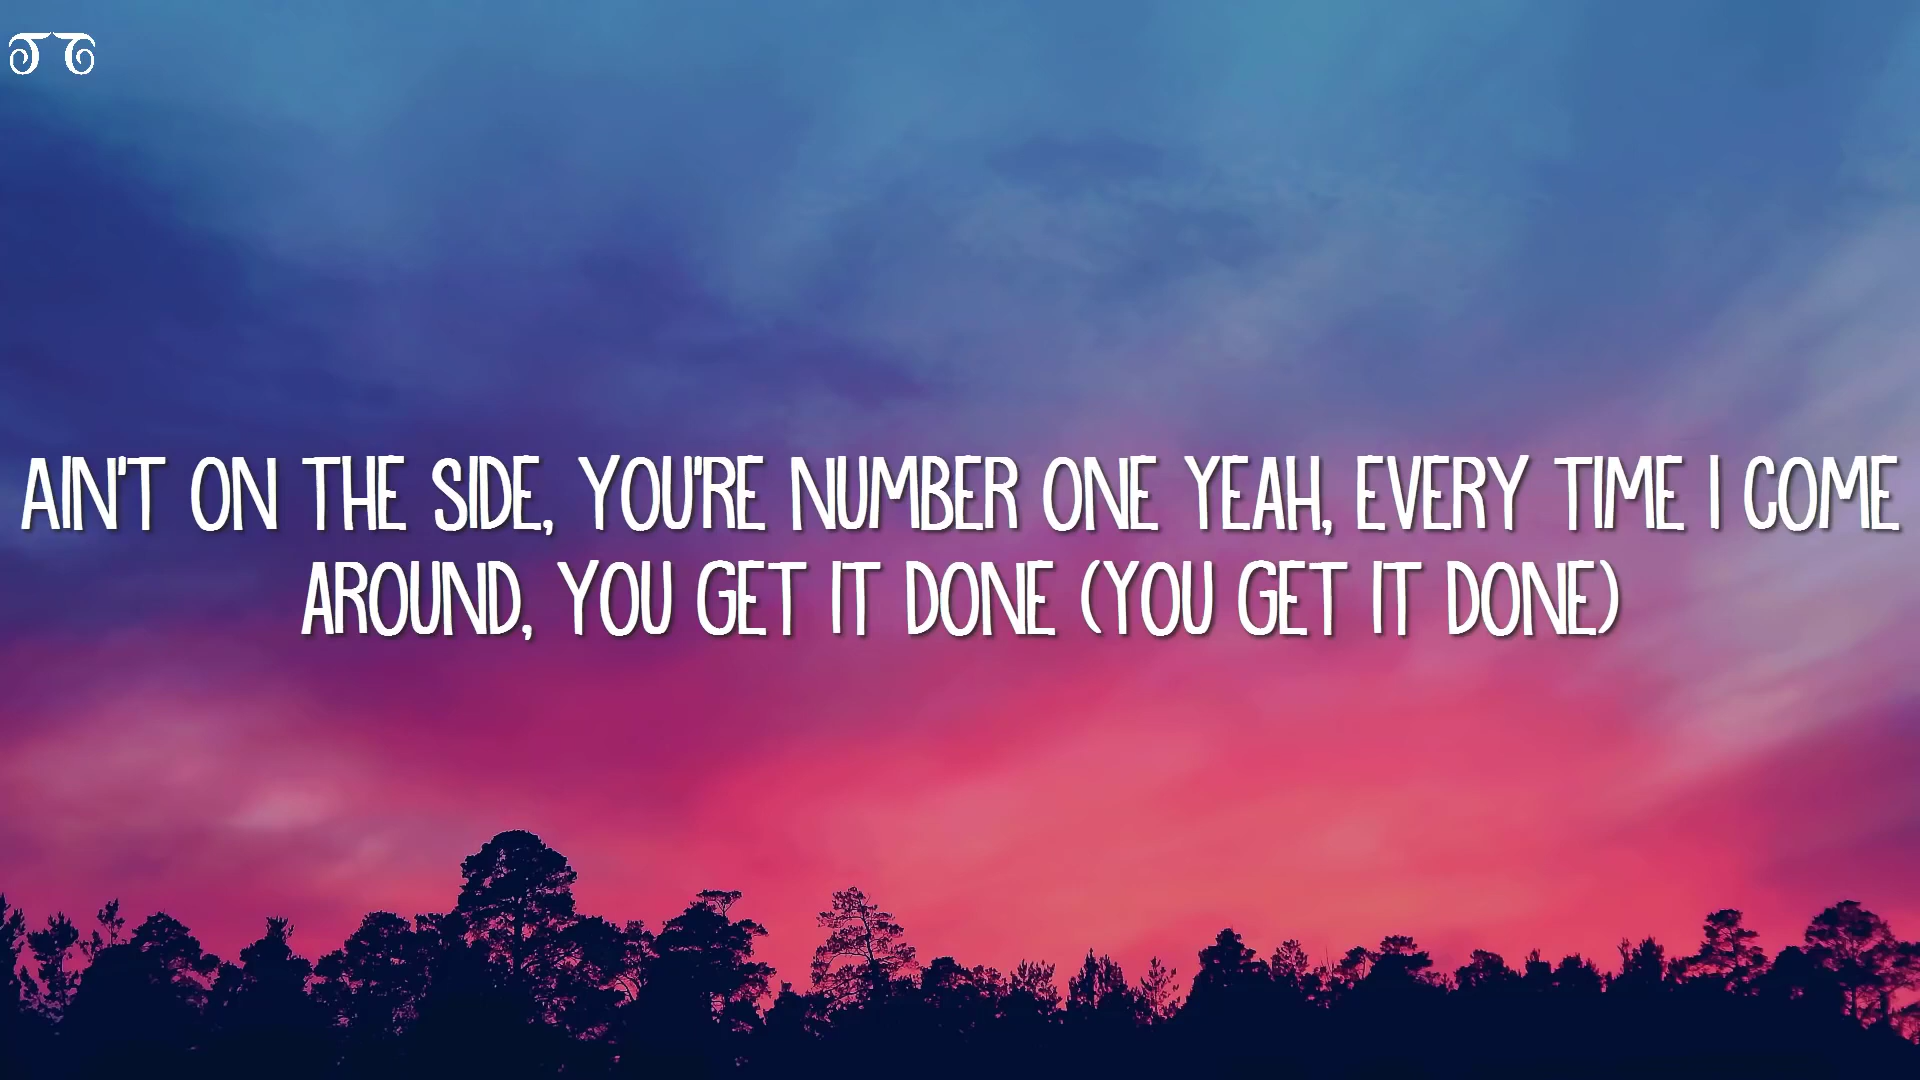 AIN'T ON THE SIDE, YOU'RE NUMBER ONE YEAH, EVERY TIME I COME
AROUND, YOU GET IT DONE (YOU GET IT DONE)